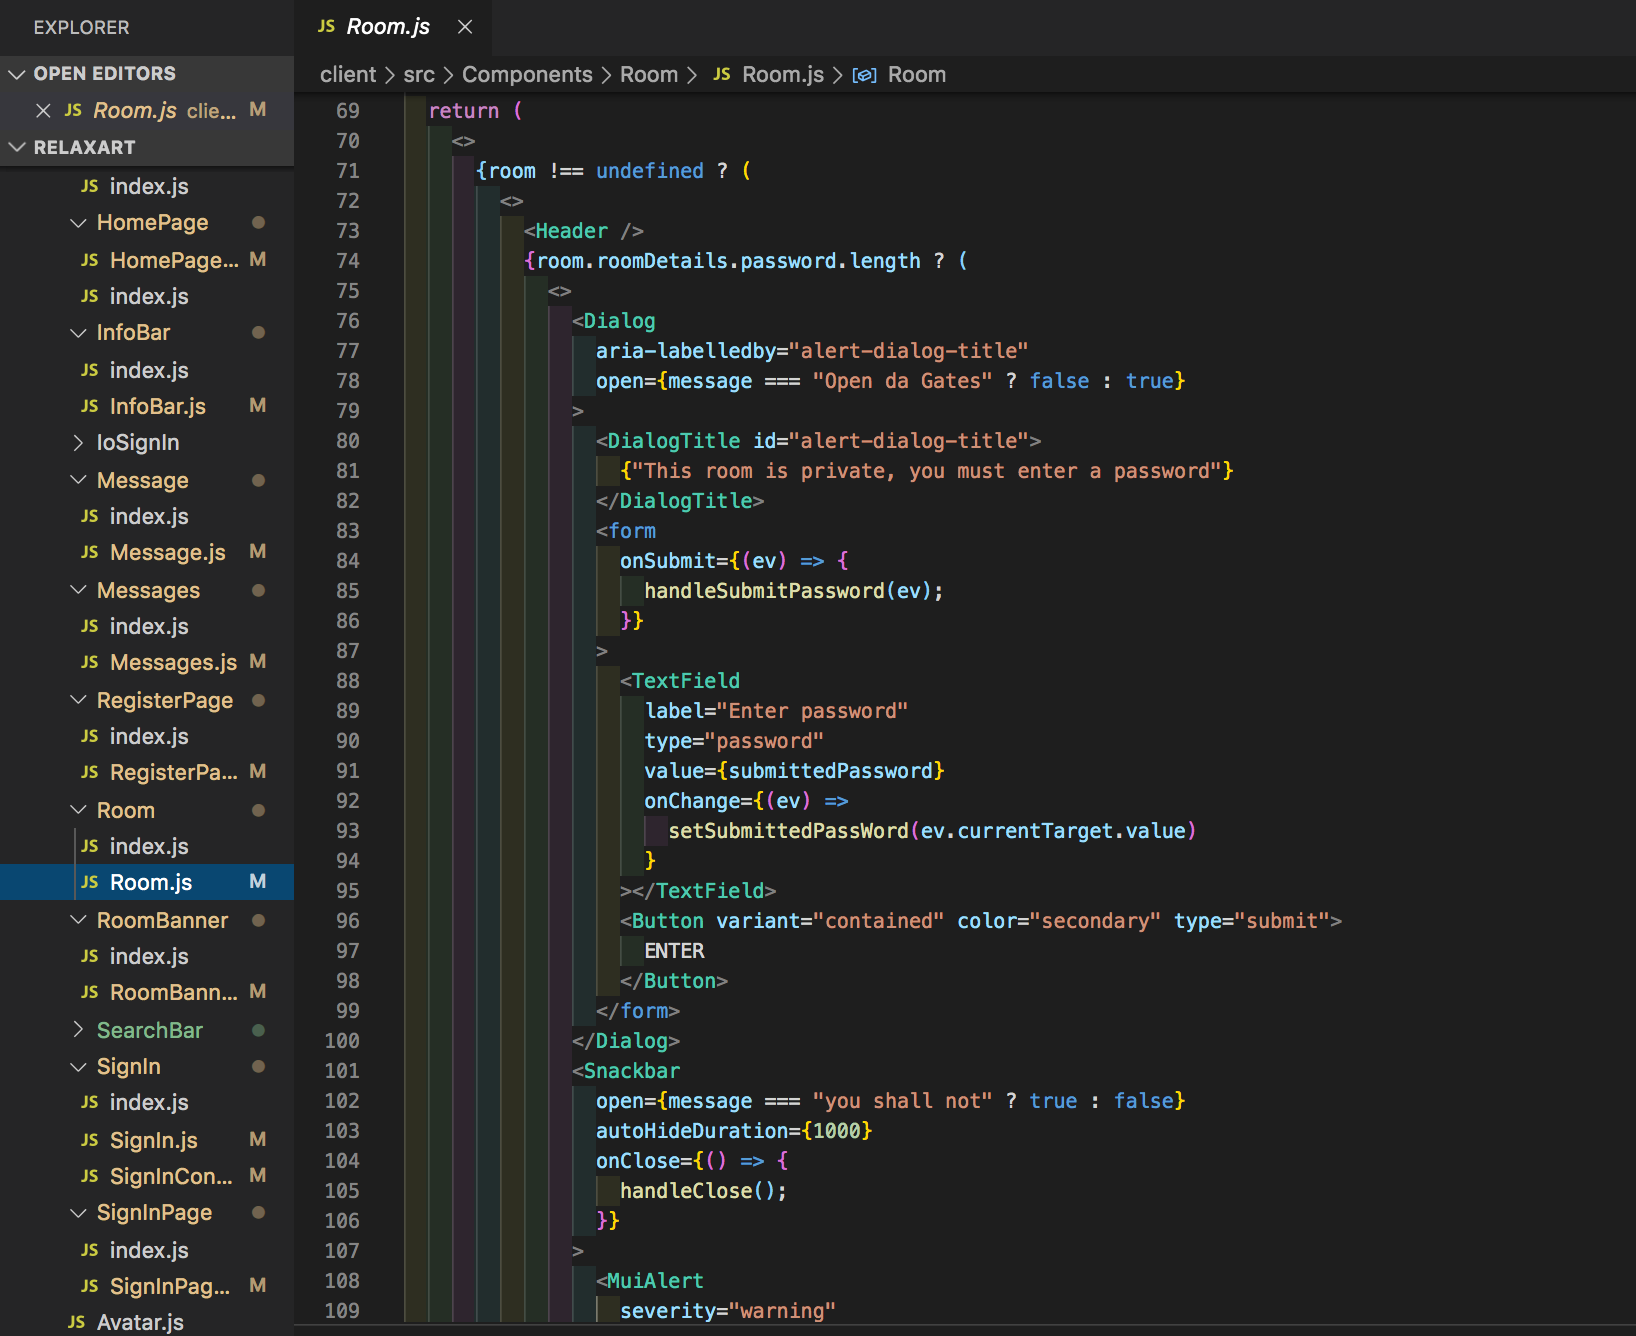 EXPLORER
OPEN EDITORS
JS Room.js clie... M
RELAXART
JS index.js
HomePage
JS HomePage... M
JS index.js
InfoBar
JS index.js
JS InfoBar.js M
IoSignIn
Message
JS index.js
JS Message.js M
Messages
JS index.js
JS Messages.js M
RegisterPage
JS index.js
JS RegisterPa... M
Room
JS index.js
JS Room.js M
RoomBanner
JS index.js
JS RoomBann... M
SearchBar
SignIn
JS index.js
JS SignIn.js M
JS SignInCon... M
SignInPage
JS index.js
JS SignInPag... M
JS Avatar.js
JS Room.js
client > src > Components > Room > JS Room.js > Room
69 return (
70 <>
71 {room !== undefined ? (
72 <>
73 <Header />
74 {room.roomDetails.password.length ? (
75 <>
76 <Dialog
77 aria-labelledby="alert-dialog-title"
78 open={message === "Open da Gates" ? false : true}
79 >
80 <DialogTitle id="alert-dialog-title">
81 {"This room is private, you must enter a password"}
82 </DialogTitle>
83 <form
84 onSubmit={(ev) => {
85 handleSubmitPassword(ev);
86 }}
87 >
88 <TextField
89 label="Enter password"
90 type="password"
91 value={submittedPassword}
92 onChange={(ev) =>
93 setSubmittedPassWord(ev.currentTarget.value)
94 }
95 ></TextField>
96 <Button variant="contained" color="secondary" type="submit">
97 ENTER
98 </Button>
99 </form>
100 </Dialog>
101 <Snackbar
102 open={message === "you shall not" ? true : false}
103 autoHideDuration={1000}
104 onClose={() => {
105 handleClose();
106 }}
107 >
108 <MuiAlert
109 severity="warning"